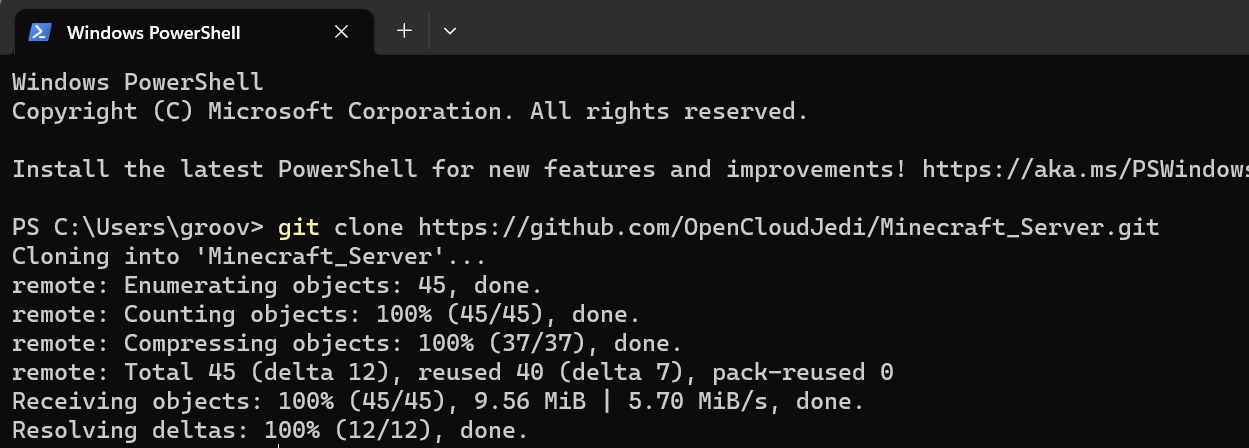 Windows PowerShell
Windows PowerShell
Copyright (C) Microsoft Corporation. All rights reserved.
Install the latest PowerShell for new features and improvements! https://aka.ms/PSWindows
PS C:\Users\groov> git clone https://github.com/OpenCloudJedi/Minecraft_Server.git
Cloning into 'Minecraft_Server'...
remote: Enumerating objects: 45, done.
remote: Counting objects: 100% (45/45), done.
remote: Compressing objects: 100% (37/37), done.
remote: Total 45 (delta 12), reused 40 (delta 7), pack-reused 0
Receiving objects: 100% (45/45), 9.56 MiB | 5.70 MiB/s, done.
Resolving deltas: 100% (12/12), done.